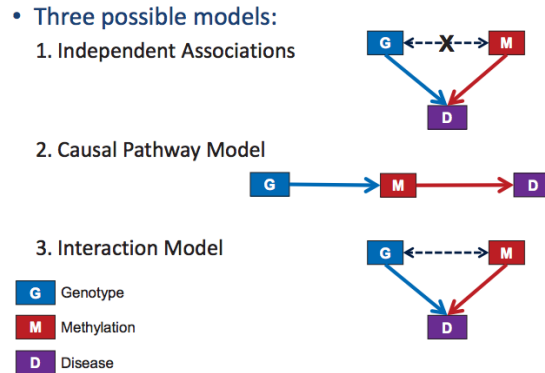 • Three possible models:
1. Independent Associations
G X M
D
2. Causal Pathway Model
G M D
3. Interaction Model
G M
D
G Genotype
M Methylation
D Disease